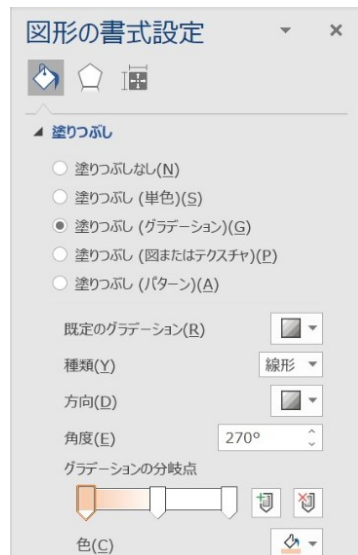 図形の書式設定
塗りつぶし
塗りつぶしなし(N)
塗りつぶし (単色)(S)
塗りつぶし (グラデーション)(G)
塗りつぶし (図またはテクスチャ)(P)
塗りつぶし (パターン)(A)
既定のグラデーション(R)
種類(Y) 線形
方向(D)
角度(E) 270°
グラデーションの分岐点
色(C)